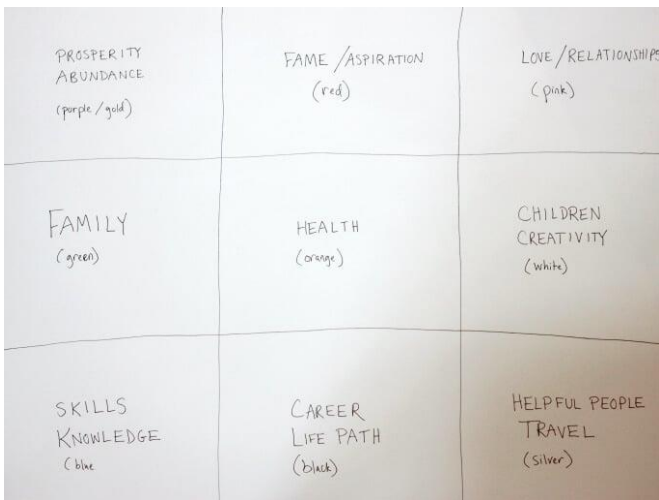 PROSPERITY
ABUNDANCE
(purple/gold)
FAME/ASPIRATION
(red)
LOVE/RELATIONSHIPS
(pink)
FAMILY
(green)
HEALTH
(orange)
CHILDREN
CREATIVITY
(white)
SKILLS
KNOWLEDGE
(blue
CAREER
LIFE PATH
(black)
HELPFUL PEOPLE
TRAVEL
(silver)